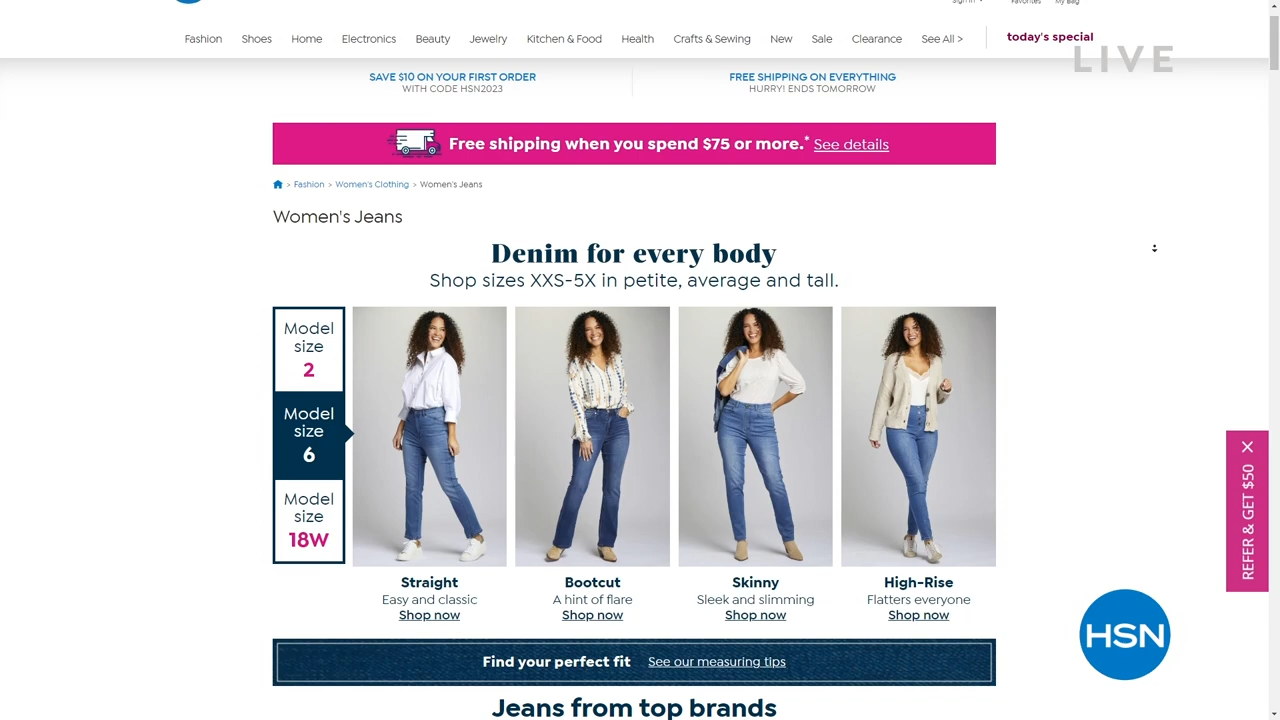 Sign In
Favorites
My Bag
Fashion
Shoes
Home
Electronics
Beauty
Jewelry
Kitchen & Food
Health
Crafts & Sewing
New
Sale
Clearance
See All >
today's special
LIVE
SAVE $10 ON YOUR FIRST ORDER
WITH CODE HSN2023
FREE SHIPPING ON EVERYTHING
HURRY! ENDS TOMORROW
Free shipping when you spend $75 or more.* See details
> Fashion > Women's Clothing > Women's Jeans
Women's Jeans
Denim for every body
Shop sizes XXS-5X in petite, average and tall.
Model
size
2
Model
size
6
Model
size
18W
Straight
Easy and classic
Shop now
Bootcut
A hint of flare
Shop now
Skinny
Sleek and slimming
Shop now
High-Rise
Flatters everyone
Shop now
REFER & GET $50 X
HSN
Find your perfect fit See our measuring tips
Jeans from top brands